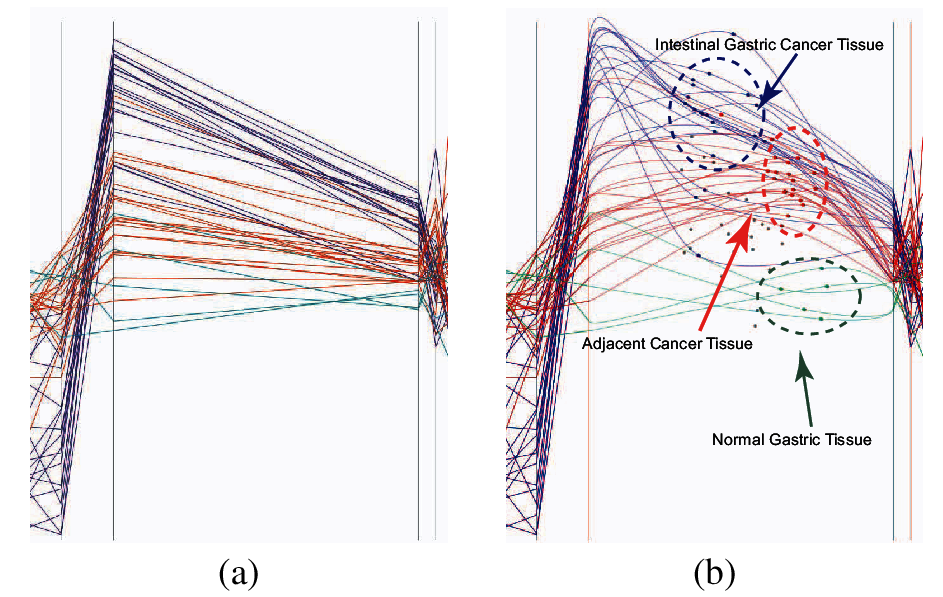 Intestinal Gastric Cancer Tissue
Adjacent Cancer Tissue
Normal Gastric Tissue
(a)
(b)